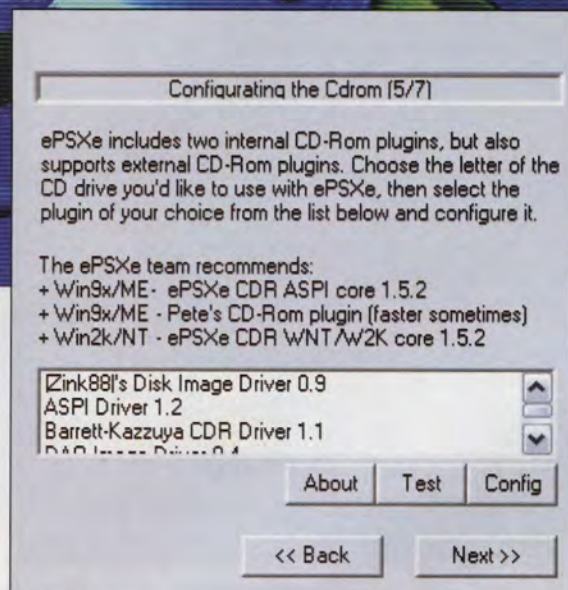 Configurating the Cdrom (5/7)
ePSXe includes two internal CD-Rom plugins, but also
supports external CD-Rom plugins. Choose the letter of the
CD drive you'd like to use with ePSXe, then select the
plugin of your choice from the list below and configure it.
The ePSXe team recommends:
+ Win9x/ME- ePSXe CDR ASPI core 1.5.2
+ Win9x/ME - Pete's CD-Rom plugin (faster sometimes)
+ Win2k/NT - ePSXe CDR WNT/W2K core 1.5.2
|Zink88|'s Disk Image Driver 0.9
ASPI Driver 1.2
Barrett-Kazzuya CDR Driver 1.1
About Test Config
<< Back Next >>